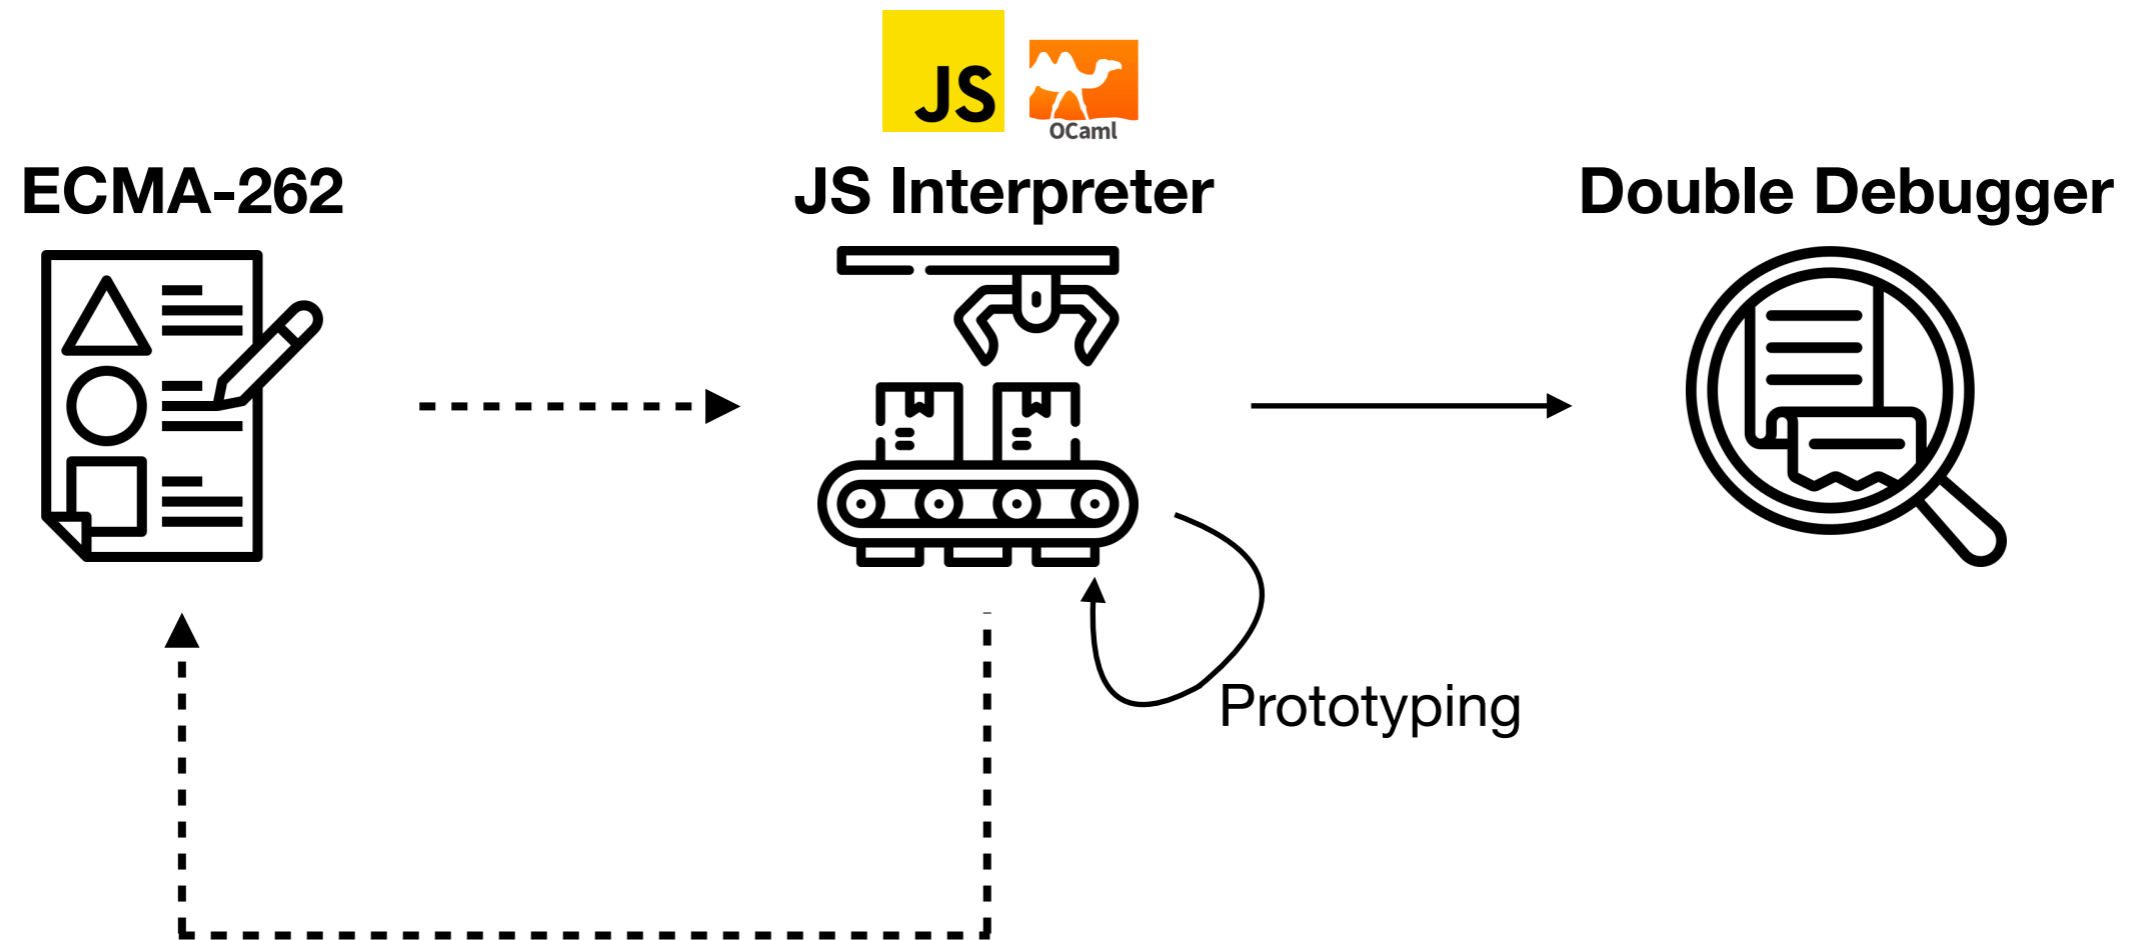 JS
OCaml
ECMA-262
JS Interpreter
Double Debugger
Prototyping